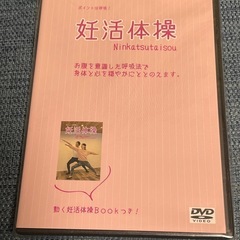 妊活体操
Ninkatsutaisou
お腹を意識した呼吸法で
身体と心を穏やかにととのえます。
妊活体操
動く妊活体操Bookつき！
DVD
VIDEO